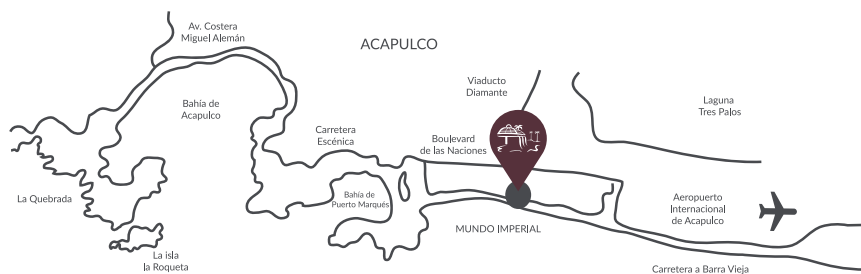 Av. Costera
Miguel Alemán
ACAPULCO
Viaducto
Diamante
Bahía de
Acapulco
Laguna
Tres Palos
Carretera
Escénica
Boulevard
de las Naciones
La Quebrada
Bahía de
Puerto Marqués
Aeropuerto
Internacional
de Acapulco
MUNDO IMPERIAL
La isla
la Roqueta
Carretera a Barra Vieja